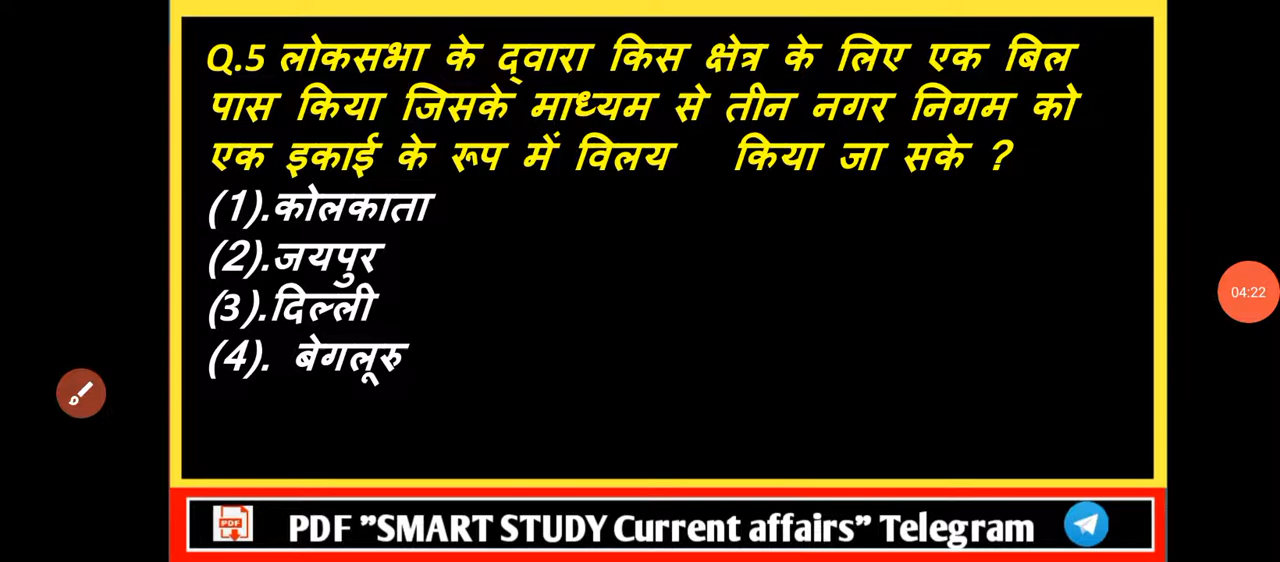 Q.5 लोकसभा के द्वारा किस क्षेत्र के लिए एक बिल
पास किया जिसके माध्यम से तीन नगर निगम को
एक इकाई के रूप में विलय किया जा सके ?
(1).कोलकाता
(2).जयपुर
(3).दिल्ली
(4). बेगलूरु
04:22
PDF PDF ”SMART STUDY Current affairs” Telegram